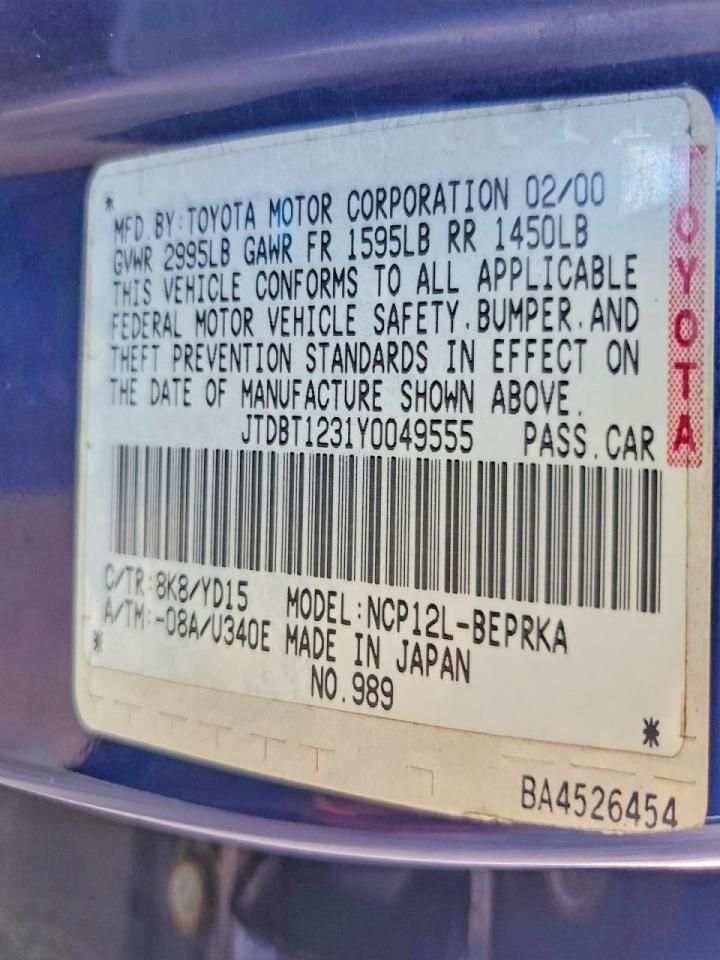 *
MFD.BY:TOYOTA MOTOR CORPORATION 02/00
GVWR 2995LB GAWR FR 1595LB RR 1450LB
THIS VEHICLE CONFORMS TO ALL APPLICABLE
FEDERAL MOTOR VEHICLE SAFETY.BUMPER.AND
THEFT PREVENTION STANDARDS IN EFFECT ON
THE DATE OF MANUFACTURE SHOWN ABOVE.
JTDBT1231Y0049555 PASS.CAR
C/TR:8K8/YD15 MODEL:NCP12L-BEPRKA
A/TM:-08A/U340E MADE IN JAPAN
* NO.989 *
TOYOTA
BA4526454